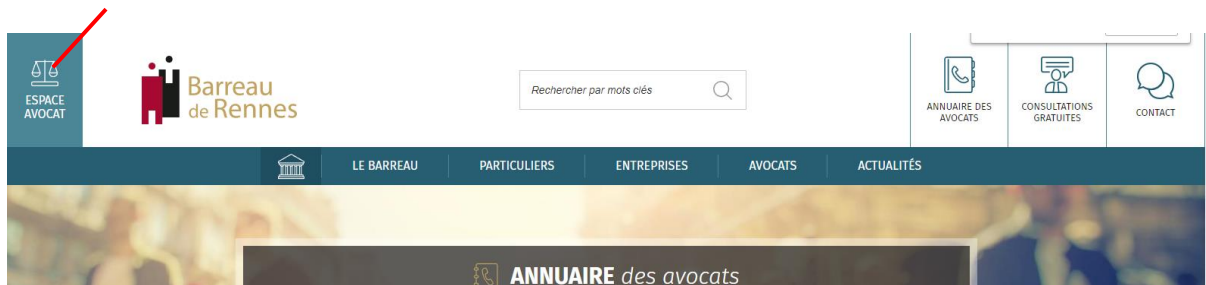 ESPACE
AVOCAT
Barreau
de Rennes
Rechercher par mots clés
ANNUAIRE DES
AVOCATS
CONSULTATIONS
GRATUITES
CONTACT
LE BARREAU PARTICULIERS ENTREPRISES AVOCATS ACTUALITÉS
ANNUAIRE des avocats